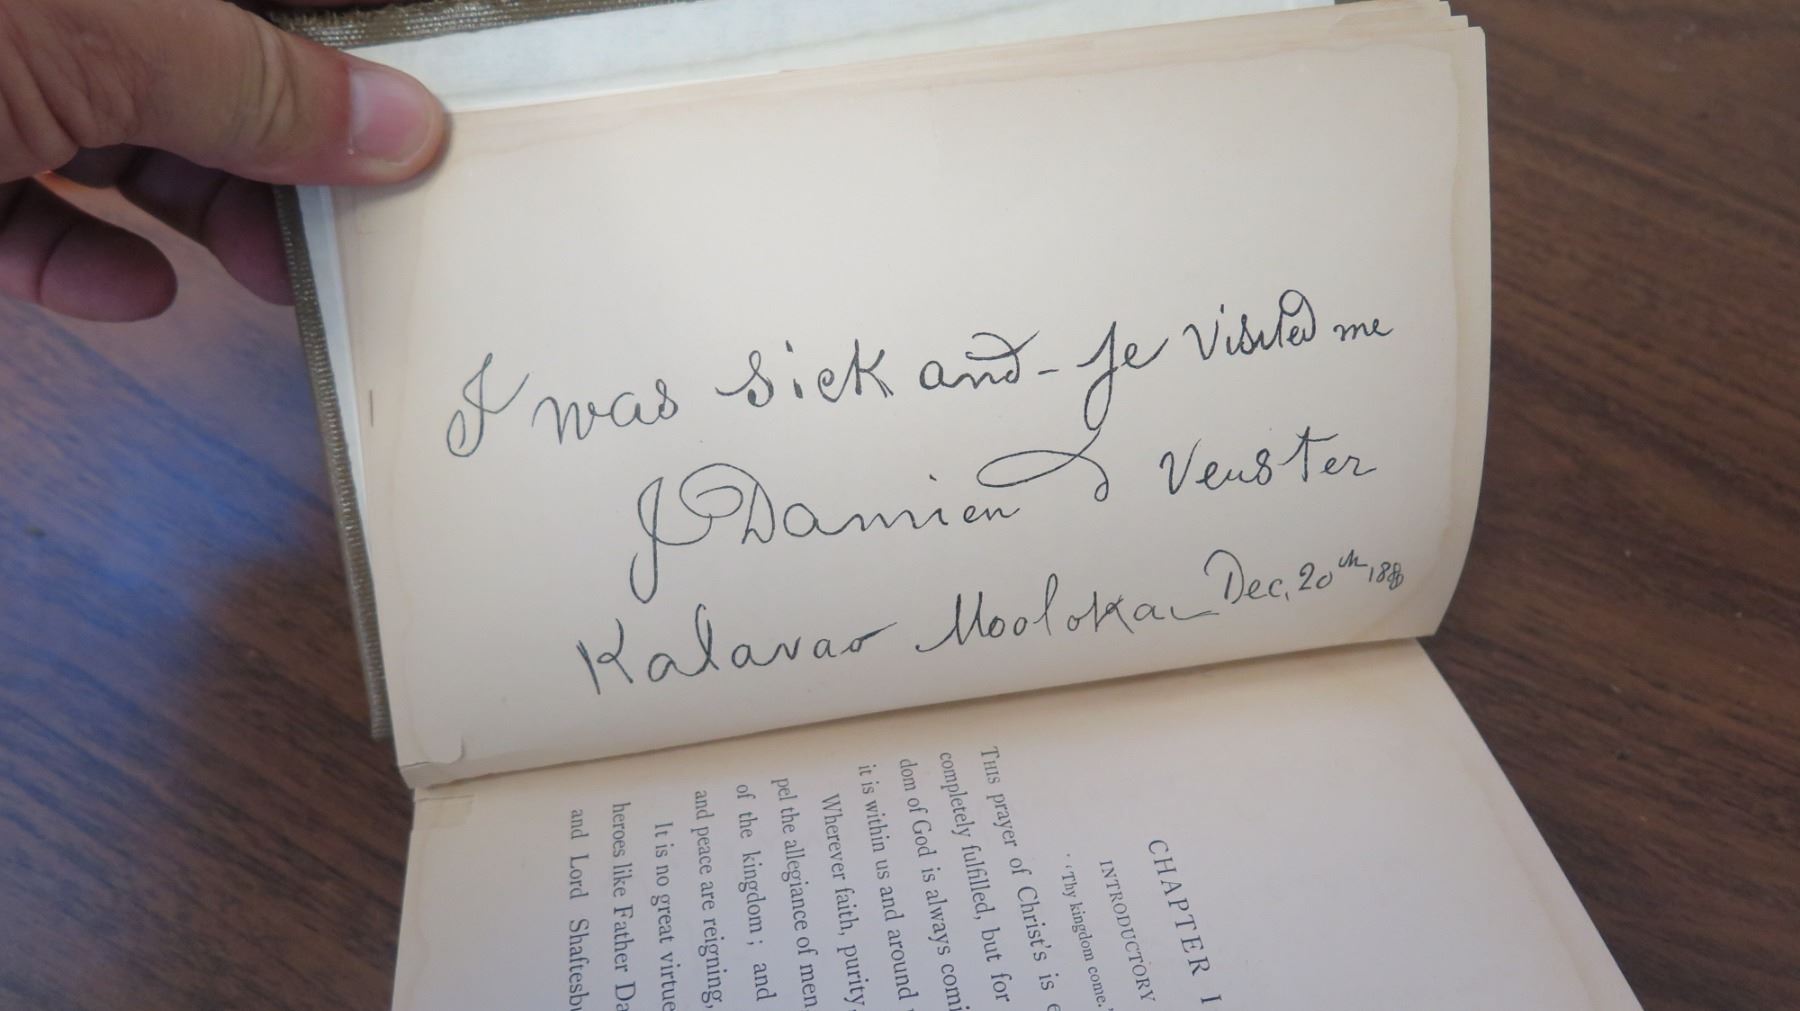 I was sick and - ye visited me
J Damien Veuster
Kalavao Molokai Dec. 20th 1888
CHAPTER I
INTRODUCTORY
'Thy kingdom come.'
THIS prayer of Christ's is
completely fulfilled, but for
dom of God is always comi
it is within us and around
Wherever faith, purity
pel the allegiance of men
of the kingdom; and
and peace are reigning,
It is no great virtue
heroes like Father Da
and Lord Shaftesbu